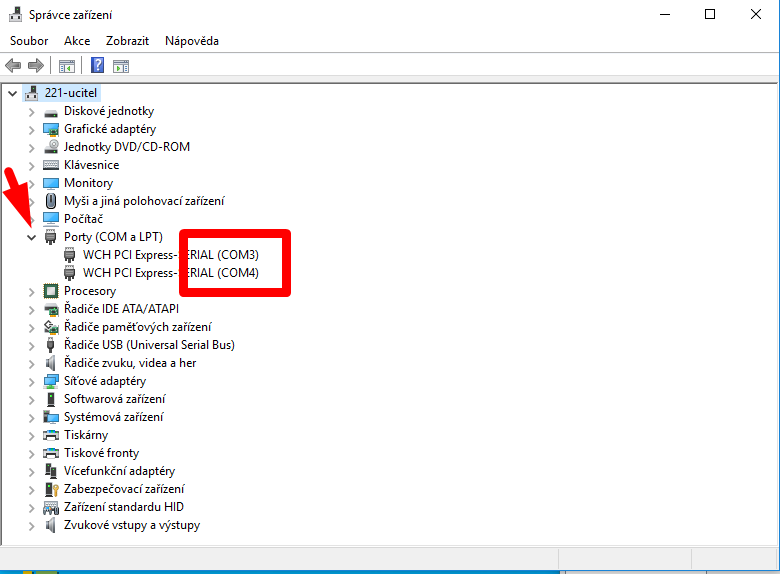 Správce zařízení
Soubor Akce Zobrazit Nápověda
221-ucitel
Diskové jednotky
Grafické adaptéry
Jednotky DVD/CD-ROM
Klávesnice
Monitory
Myši a jiná polohovací zařízení
Počítač
Porty (COM a LPT)
WCH PCI Express-SERIAL (COM3)
WCH PCI Express-SERIAL (COM4)
Procesory
Řadiče IDE ATA/ATAPI
Řadiče paměťových zařízení
Řadiče USB (Universal Serial Bus)
Řadiče zvuku, videa a her
Síťové adaptéry
Softwarová zařízení
Systémová zařízení
Tiskárny
Tiskové fronty
Vícefunkční adaptéry
Zabezpečovací zařízení
Zařízení standardu HID
Zvukové vstupy a výstupy